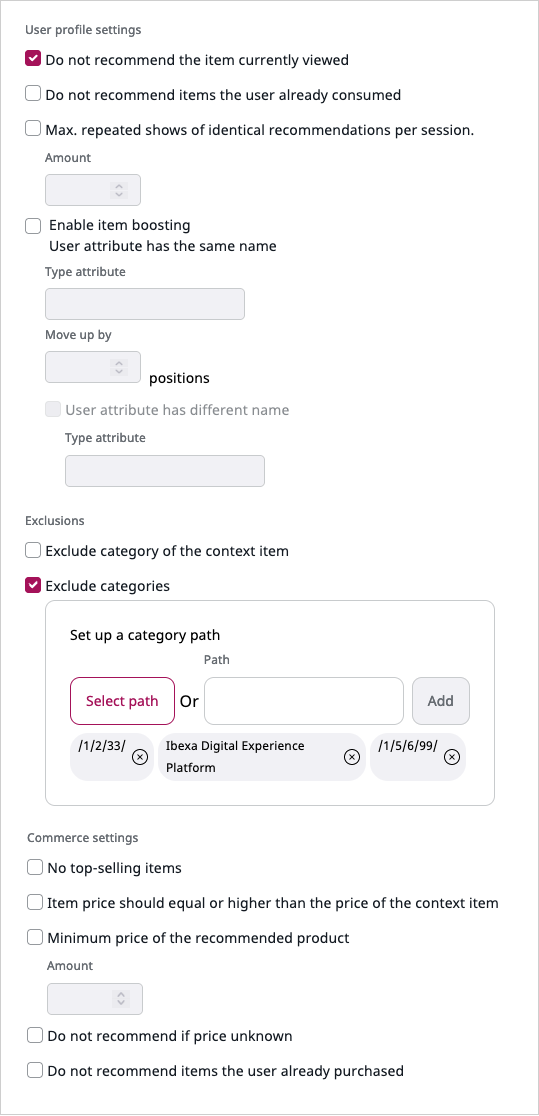 User profile settings
Do not recommend the item currently viewed
Do not recommend items the user already consumed
Max. repeated shows of identical recommendations per session.
Amount
Enable item boosting
User attribute has the same name
Type attribute
Move up by
positions
User attribute has different name
Type attribute
Exclusions
Exclude category of the context item
Exclude categories
Set up a category path
Path
Select path Or Add
/1/2/33/ Ibexa Digital Experience /1/5/6/99/
Platform
Commerce settings
No top-selling items
Item price should equal or higher than the price of the context item
Minimum price of the recommended product
Amount
Do not recommend if price unknown
Do not recommend items the user already purchased